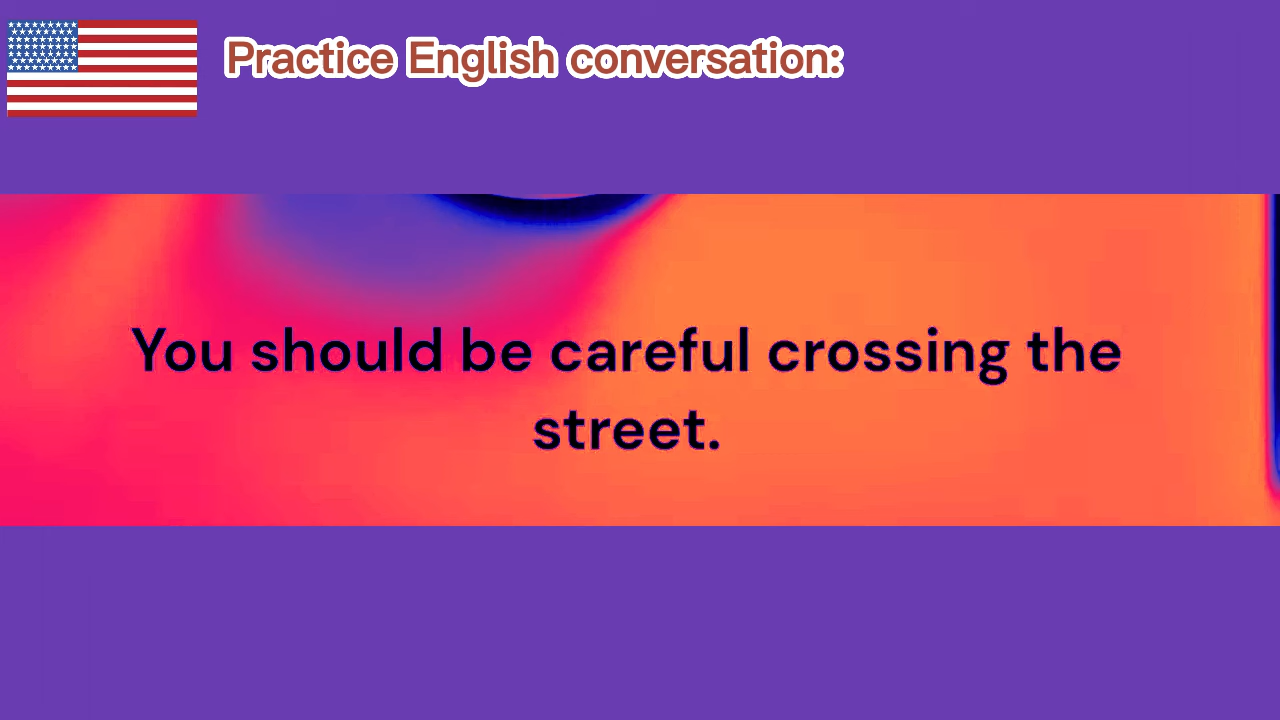 Practice English conversation:
You should be careful crossing the
street.